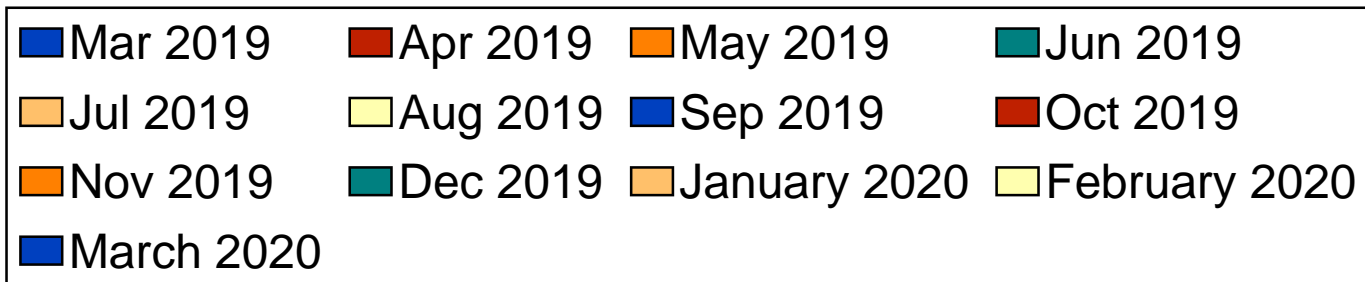 Mar 2019 Apr 2019 May 2019 Jun 2019
Jul 2019 Aug 2019 Sep 2019 Oct 2019
Nov 2019 Dec 2019 January 2020 February 2020
March 2020